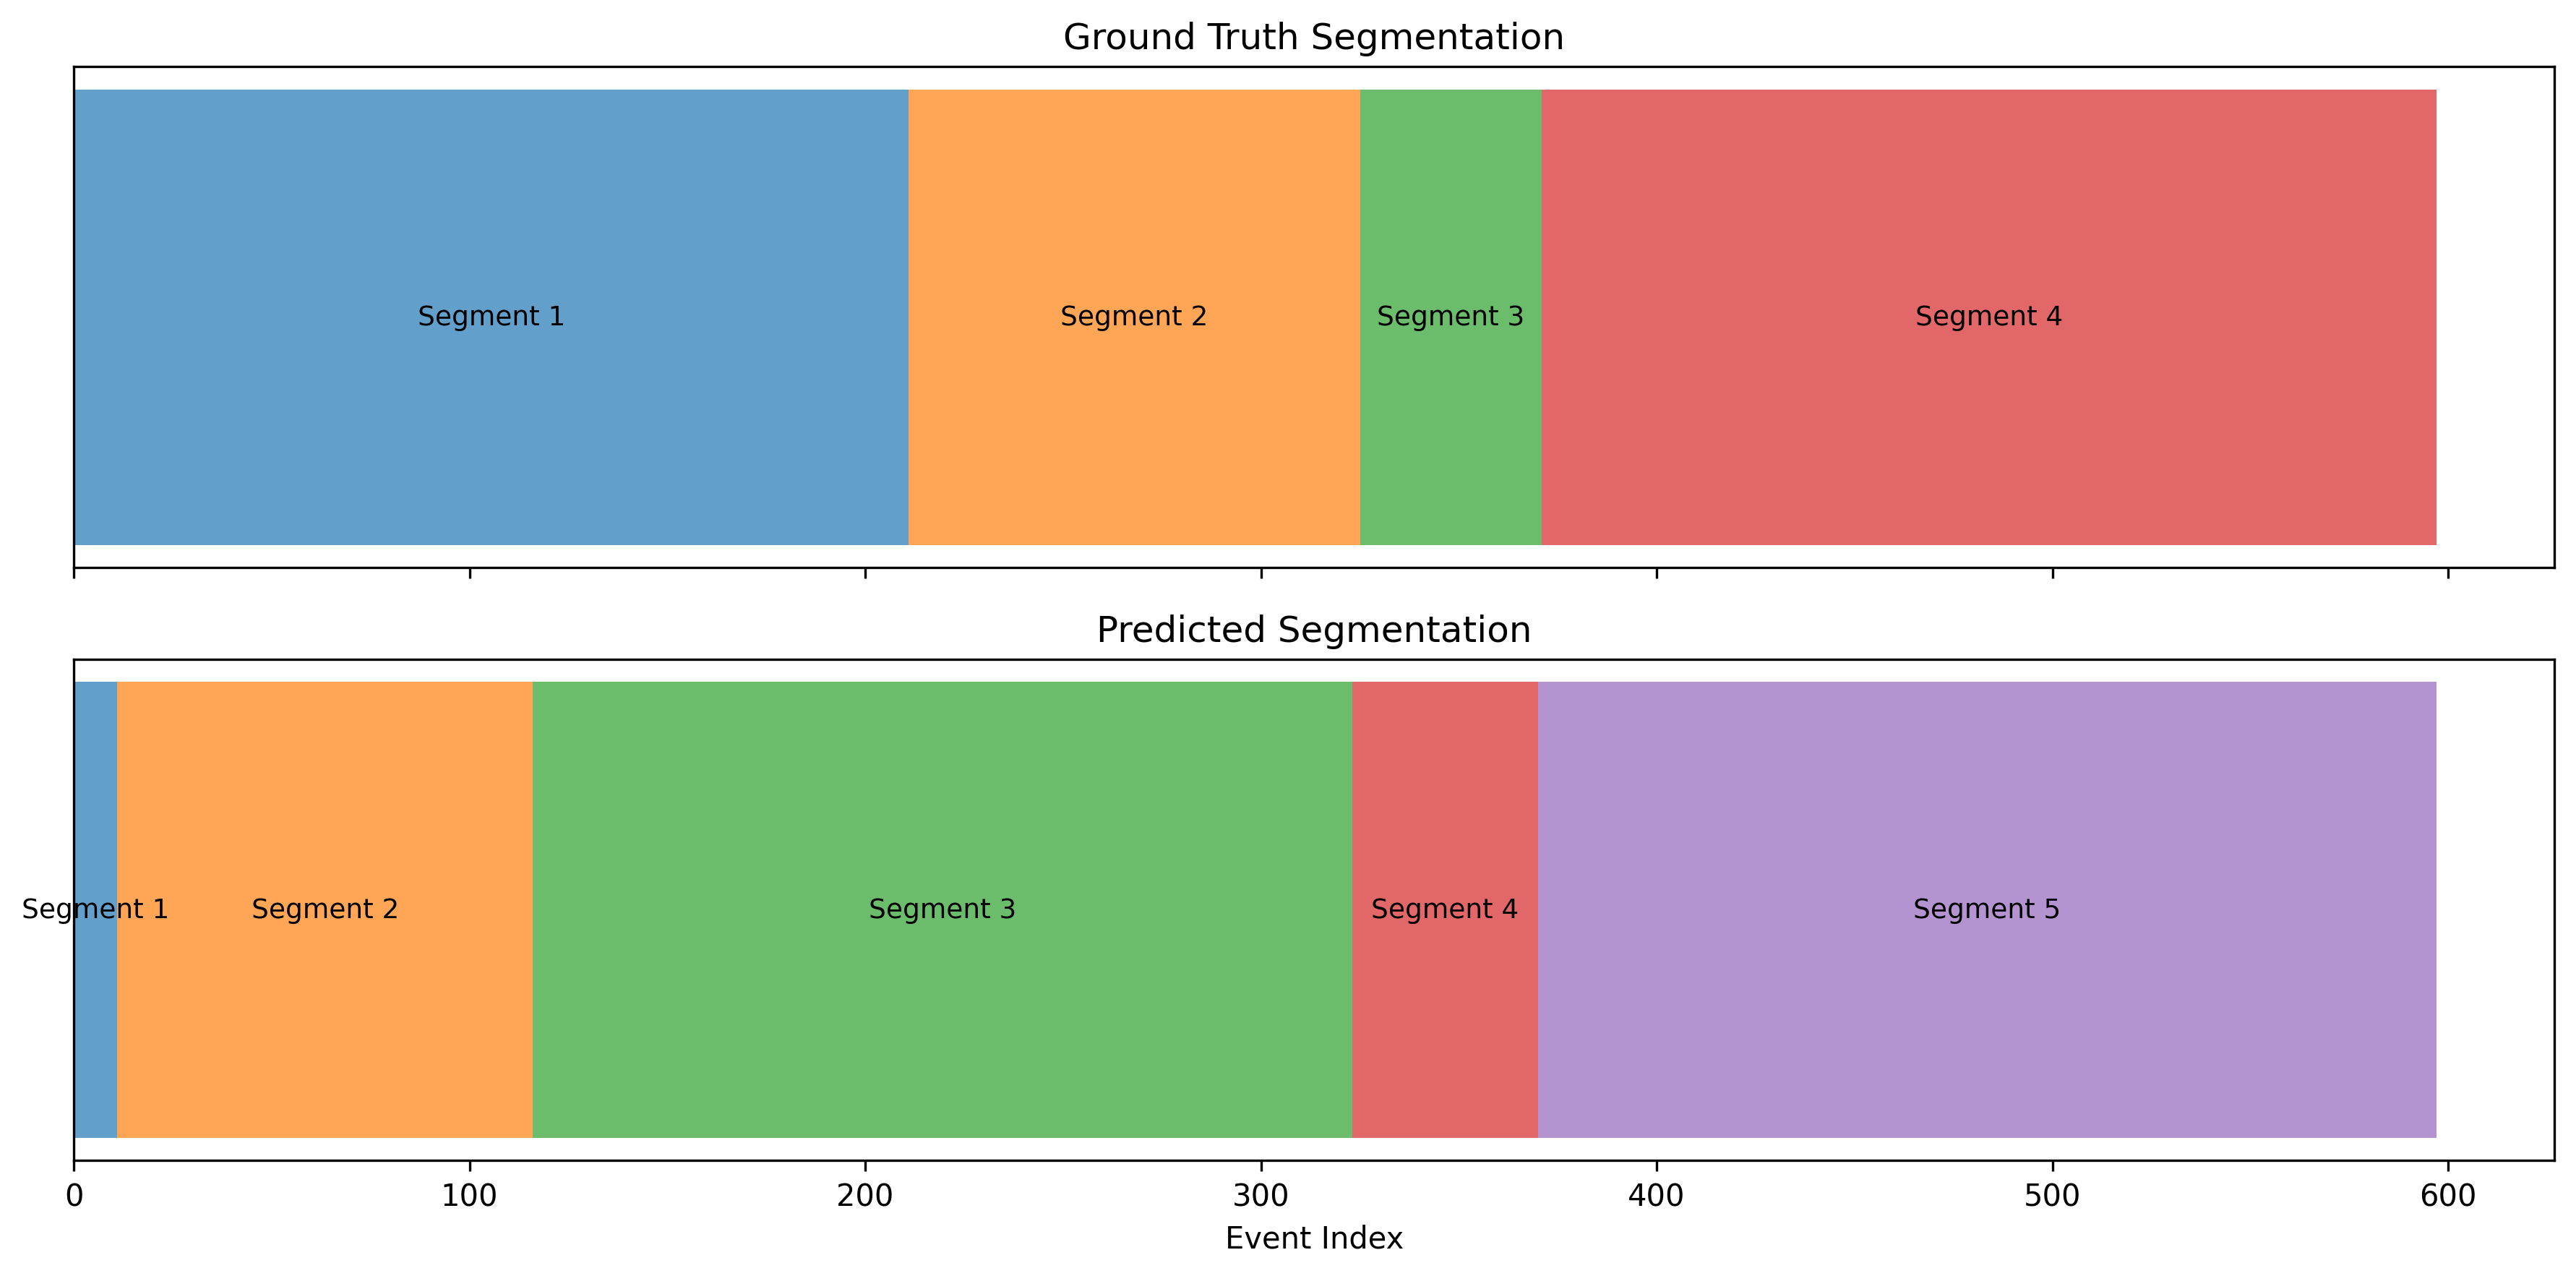 Ground Truth Segmentation
Segment 1 Segment 2 Segment 3 Segment 4
Predicted Segmentation
Segment 1 Segment 2 Segment 3 Segment 4 Segment 5
0 100 200 300 400 500 600
Event Index